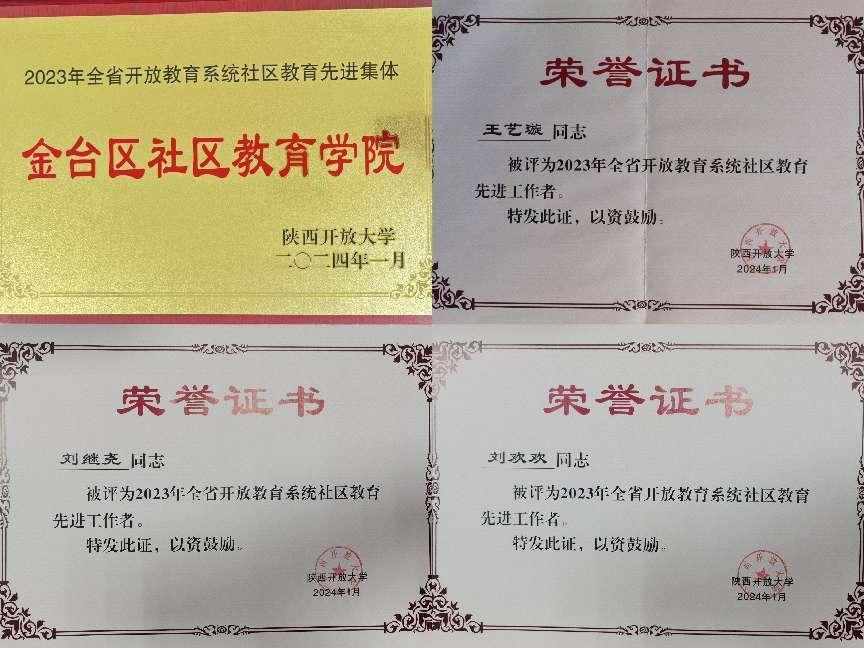 2023年全省开放教育系统社区教育先进集体
金台区社区教育学院
陕西开放大学
二〇二四年一月
荣誉证书
王艺璇同志
被评为2023年全省开放教育系统社区教育
先进工作者。
特发此证，以资鼓励。
陕西开放大学
2024年1月
荣誉证书
刘继尧同志
被评为2023年全省开放教育系统社区教育
先进工作者。
特发此证，以资鼓励。
陕西开放大学
2024年1月
荣誉证书
刘欢欢同志
被评为2023年全省开放教育系统社区教育
先进工作者。
特发此证，以资鼓励。
陕西开放大学
2024年1月